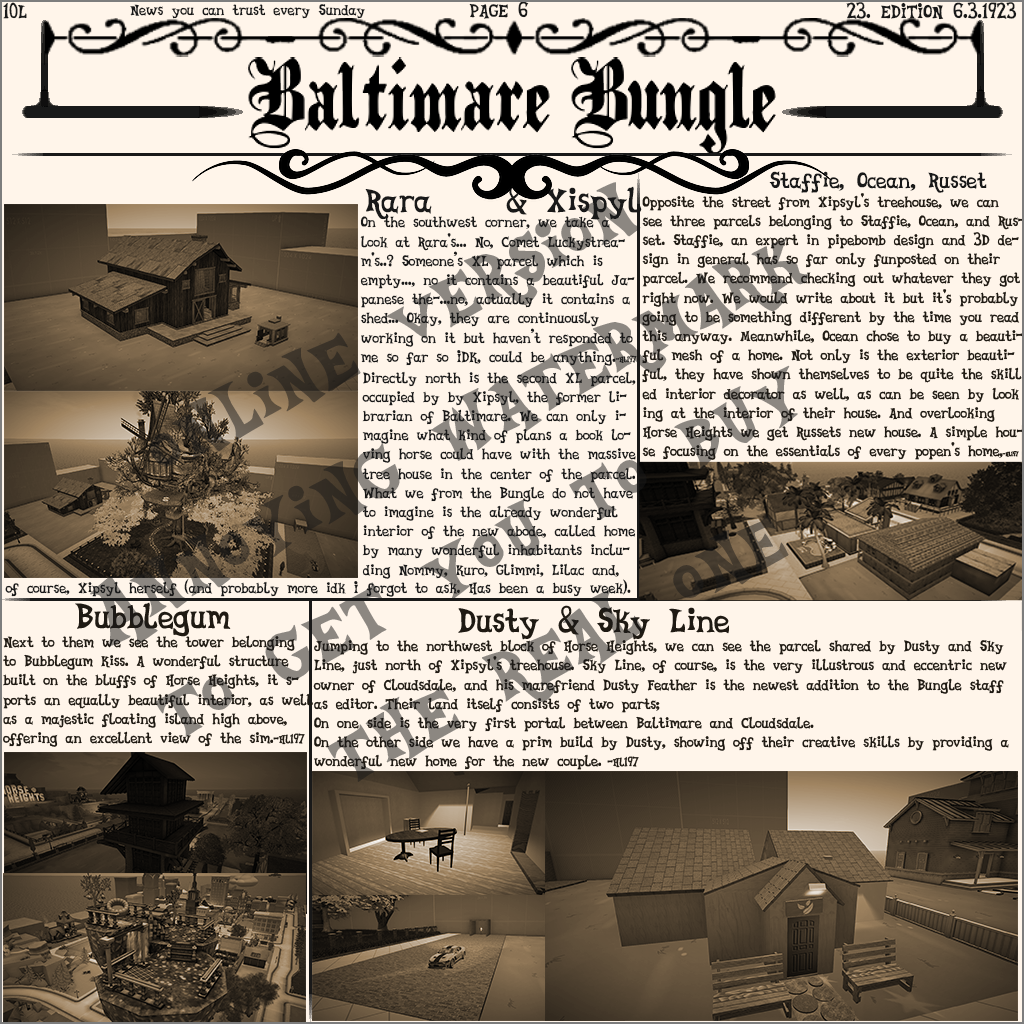 10L
News you can trust every Sunday
PAGE 6
23. EDITION 6.3.1923
Baltimare Bungle
Rara & Xispyl
On the southwest corner, we take a
look at Rara's... No, Comet Luckystrea-
m's..? Someone's XL parcel which is
empty..., no it contains a beautiful Ja-
panese the-...no, actually it contains a
shed... Okay, they are continuously
working on it but haven't responded to
me so far so iDK, could be anything.-AL197
Directly north is the second XL parcel,
occupied by by Xipsyl, the former Li-
brarian of Baltimare. We can only i-
magine what kind of plans a book lo-
ving horse could have with the massive
tree house in the center of the parcel.
What we from the Bungle do not have
to imagine is the already wonderful
interior of the new abode, called home
by many wonderful inhabitants inclu-
ding Nommy, Kuro, Glimmi, Lilac and,
of course, Xipsyl herself (and probably more idk i forgot to ask. Has been a busy week).
Staffie, Ocean, Russet
Opposite the street from Xipsyl's treehouse, we can
see three parcels belonging to Staffie, Ocean, and Rus-
set. Staffie, an expert in pipebomb design and 3D de-
sign in general has so far only funposted on their
parcel. We recommend checking out whatever they got
right now. We would write about it but it's probably
going to be something different by the time you read
this anyway. Meanwhile, Ocean chose to buy a beauti-
ful mesh of a home. Not only is the exterior beauti-
ful, they have shown themselves to be quite the skill
ed interior decorator as well, as can be seen by look
ing at the interior of their house. And overlooking
Horse Heights we get Russets new house. A simple hou-
se focusing on the essentials of every popen's home.-AL197
Bubblegum
Next to them we see the tower belonging
to Bubblegum Kiss. A wonderful structure
built on the bluffs of Horse Heights, it s-
ports an equally beautiful interior, as well
as a majestic floating island high above,
offering an excellent view of the sim.-AL197
HORSE
HEIGHTS
Dusty & Sky Line
Jumping to the northwest block of Horse Heights, we can see the parcel shared by Dusty and Sky
Line, just north of Xipsyl's treehouse. Sky Line, of course, is the very illustrous and eccentric new
owner of Cloudsdale, and his marefriend Dusty Feather is the newest addition to the Bungle staff
as editor. Their land itself consists of two parts;
On one side is the very first portal between Baltimare and Cloudsdale.
On the other side we have a prim build by Dusty, showing off their creative skills by providing a
wonderful new home for the new couple. -AL197
ONLINE VERSION
ANNOYING WATERMARK
TO GET YOU TO BUY
THE REAL ONE